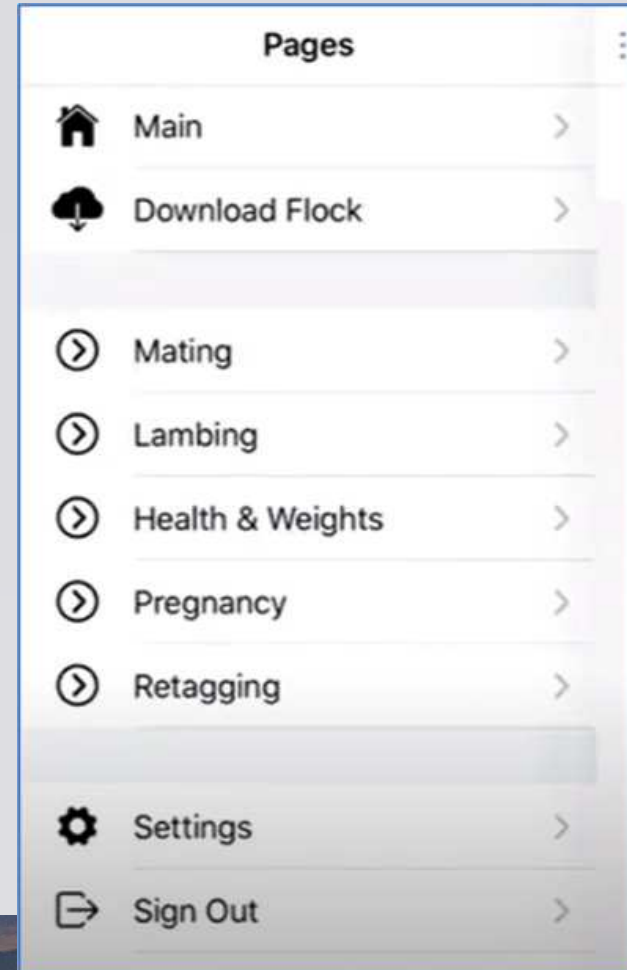 Pages
Main
Download Flock
Mating
Lambing
Health & Weights
Pregnancy
Retagging
Settings
Sign Out